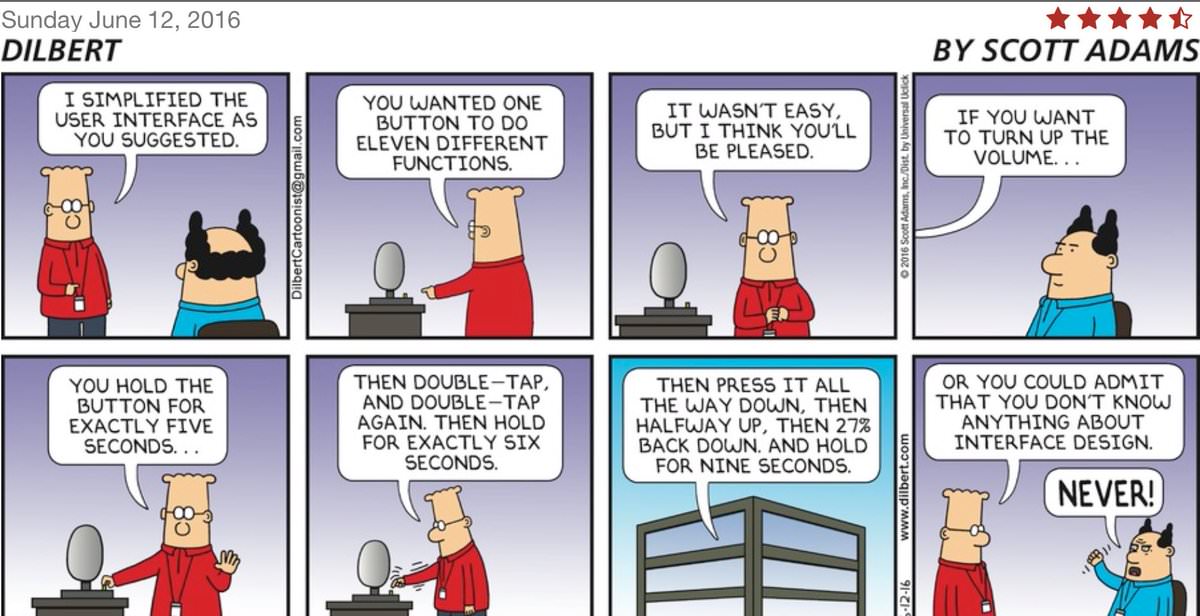 Sunday June 12, 2016
DILBERT
BY SCOTT ADAMS
I SIMPLIFIED THE
USER INTERFACE AS
YOU SUGGESTED.
DilbertCartoonist@gmail.com
YOU WANTED ONE
BUTTON TO DO
ELEVEN DIFFERENT
FUNCTIONS.
IT WASN'T EASY,
BUT I THINK YOU'LL
BE PLEASED.
© 2016 Scott Adams, Inc./Dist. by Universal Uclick
IF YOU WANT
TO TURN UP THE
VOLUME...
YOU HOLD THE
BUTTON FOR
EXACTLY FIVE
SECONDS...
THEN DOUBLE-TAP,
AND DOUBLE-TAP
AGAIN. THEN HOLD
FOR EXACTLY SIX
SECONDS.
THEN PRESS IT ALL
THE WAY DOWN, THEN
HALFWAY UP, THEN 27%
BACK DOWN. AND HOLD
FOR NINE SECONDS.
www.dilbert.com
-12-16
OR YOU COULD ADMIT
THAT YOU DON'T KNOW
ANYTHING ABOUT
INTERFACE DESIGN.
NEVER!